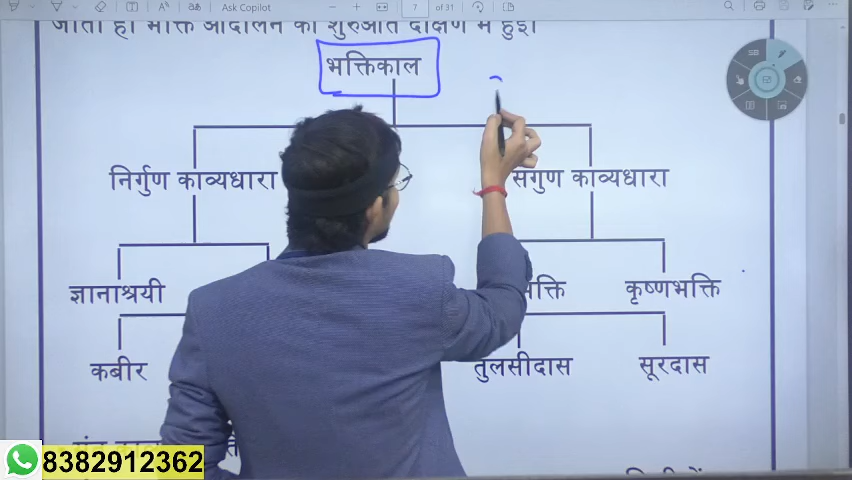 Ask Copilot 7 of 31
जाता है। भक्ति आंदोलन की शुरुआत दक्षिण में हुई।
भक्तिकाल
निर्गुण काव्यधारा सगुण काव्यधारा
ज्ञानाश्रयी कृष्णभक्ति
कबीर तुलसीदास सूरदास
8382912362